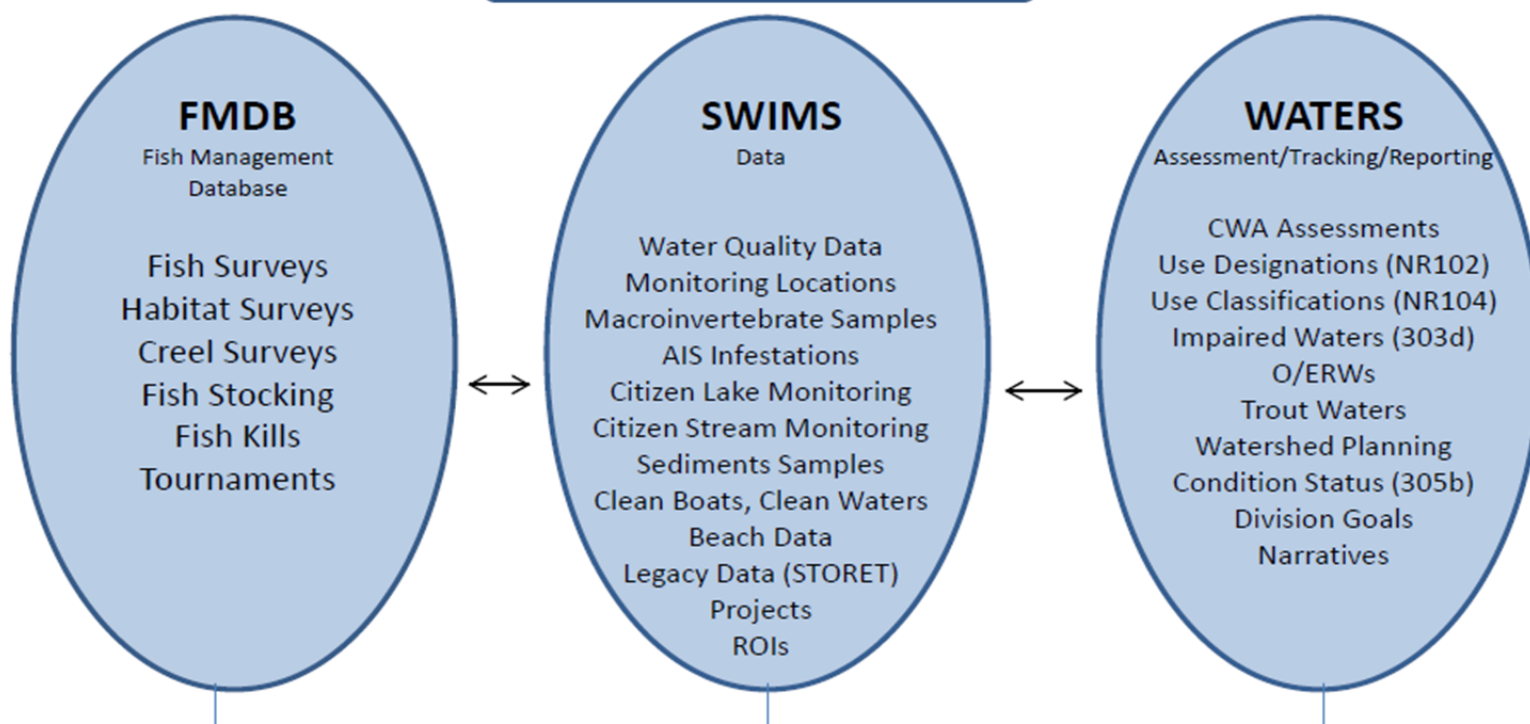 FMDB
Fish Management
Database
Fish Surveys
Habitat Surveys
Creel Surveys
Fish Stocking
Fish Kills
Tournaments
SWIMS
Data
Water Quality Data
Monitoring Locations
Macroinvertebrate Samples
AIS Infestations
Citizen Lake Monitoring
Citizen Stream Monitoring
Sediments Samples
Clean Boats, Clean Waters
Beach Data
Legacy Data (STORET)
Projects
ROIs
WATERS
Assessment/Tracking/Reporting
CWA Assessments
Use Designations (NR102)
Use Classifications (NR104)
Impaired Waters (303d)
O/ERWs
Trout Waters
Watershed Planning
Condition Status (305b)
Division Goals
Narratives